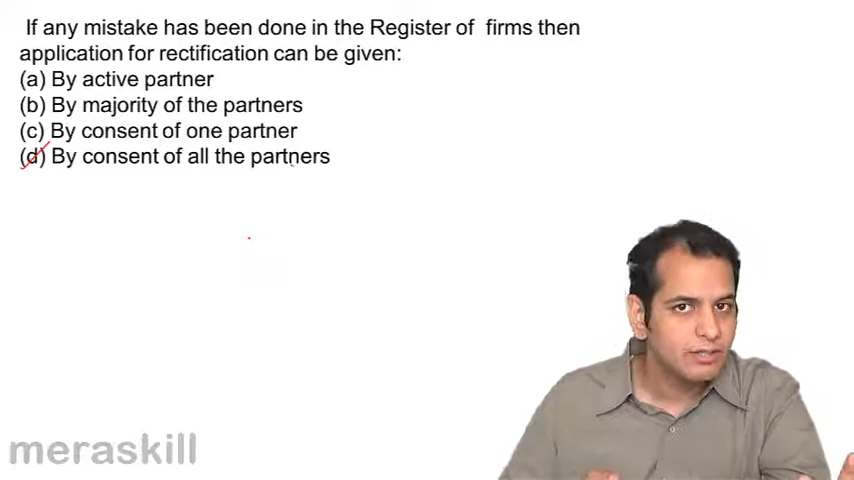 If any mistake has been done in the Register of firms then
application for rectification can be given:
(a) By active partner
(b) By majority of the partners
(c) By consent of one partner
(d) By consent of all the partners
meraskill